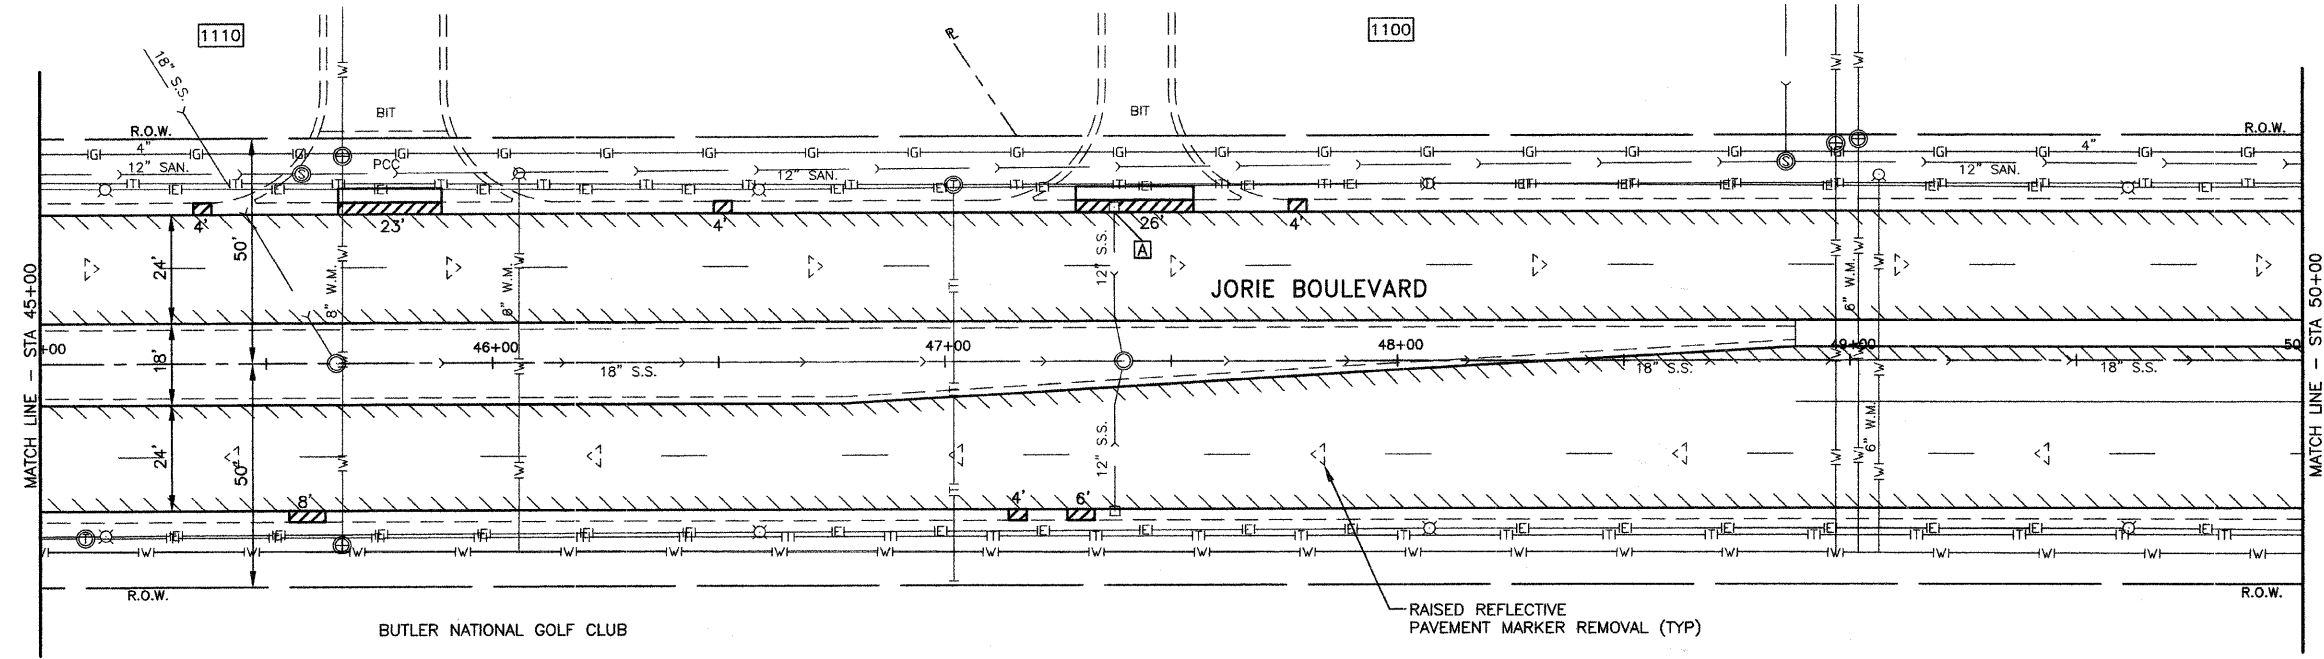 1110
1100
18" S.S.
BIT
BIT
R.O.W.
R.O.W.
4"
4"
12" SAN.
PCC
12" SAN.
12" SAN.
4'
23'
4'
26'
4'
A
50'
24'
8" W.M.
6" W.M.
12" S.S.
6" W.M.
JORIE BOULEVARD
MATCH LINE - STA 45+00
MATCH LINE - STA 50+00
+00
46+00
47+00
48+00
49+00
50
18'
18" S.S.
18" S.S.
18" S.S.
24'
50'
12" S.S.
6" W.M.
8'
4'
6'
R.O.W.
R.O.W.
RAISED REFLECTIVE
PAVEMENT MARKER REMOVAL (TYP)
BUTLER NATIONAL GOLF CLUB